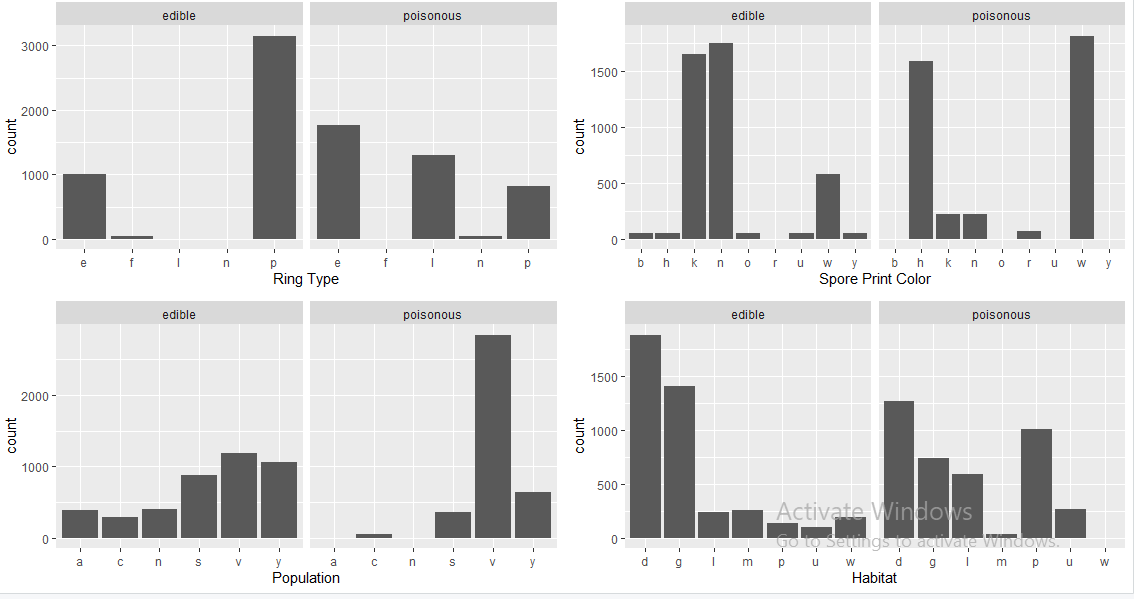 edible poisonous
3000
2000
1000
0
count
e f l n p e f l n p
Ring Type
edible poisonous
1500
1000
500
0
count
b h k n o r u w y b h k n o r u w y
Spore Print Color
edible poisonous
2000
1000
0
count
a c n s v y a c n s v y
Population
edible poisonous
1500
1000
500
0
count
d g l m p u w d g l m p u w
Habitat
Activate Windows
Go to Settings to activate Windows.